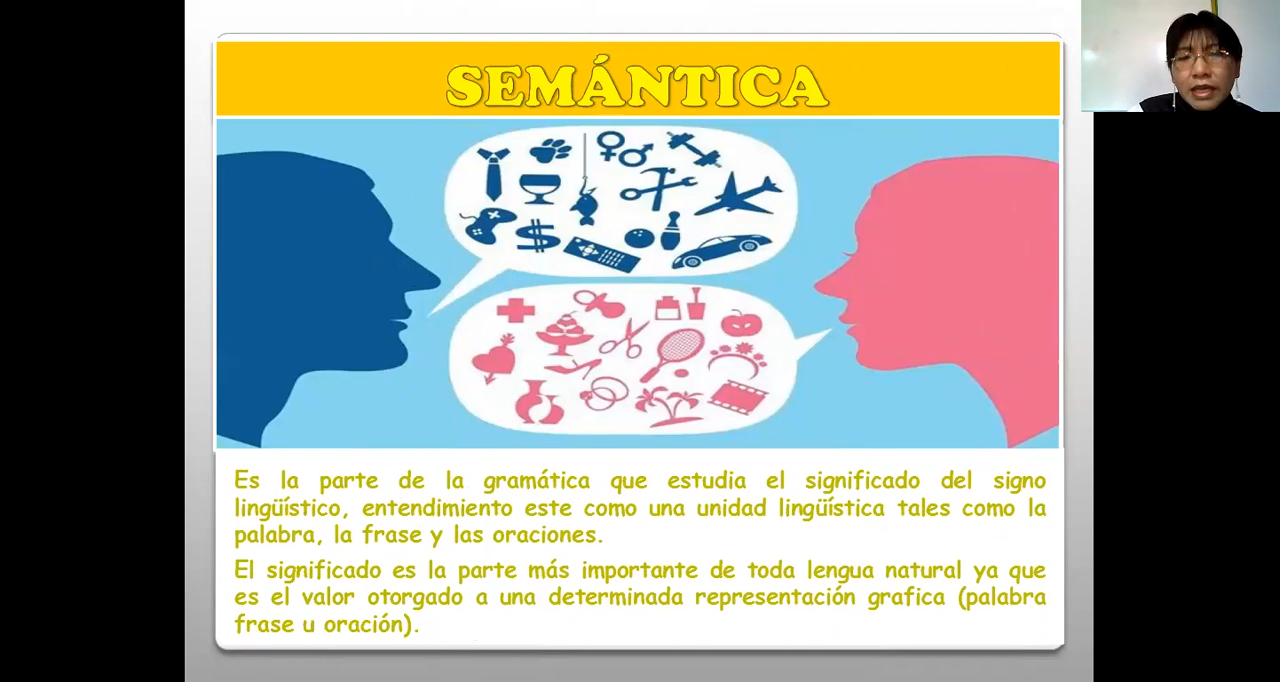 SEMÁNTICA
Es la parte de la gramática que estudia el significado del signo
lingüístico, entendimiento este como una unidad lingüística tales como la
palabra, la frase y las oraciones.
El significado es la parte más importante de toda lengua natural ya que
es el valor otorgado a una determinada representación grafica (palabra
frase u oración).